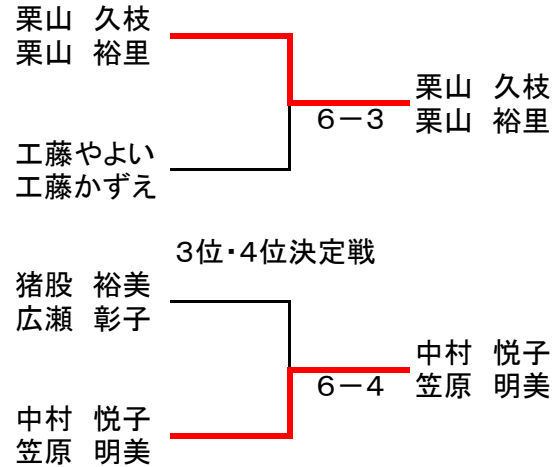 栗山　久枝
栗山　裕里
栗山　久枝
6－3　栗山　裕里
工藤やよい
工藤かずえ
3位・4位決定戦
猪股　裕美
広瀬　彰子
中村　悦子
6－4　笠原　明美
中村　悦子
笠原　明美